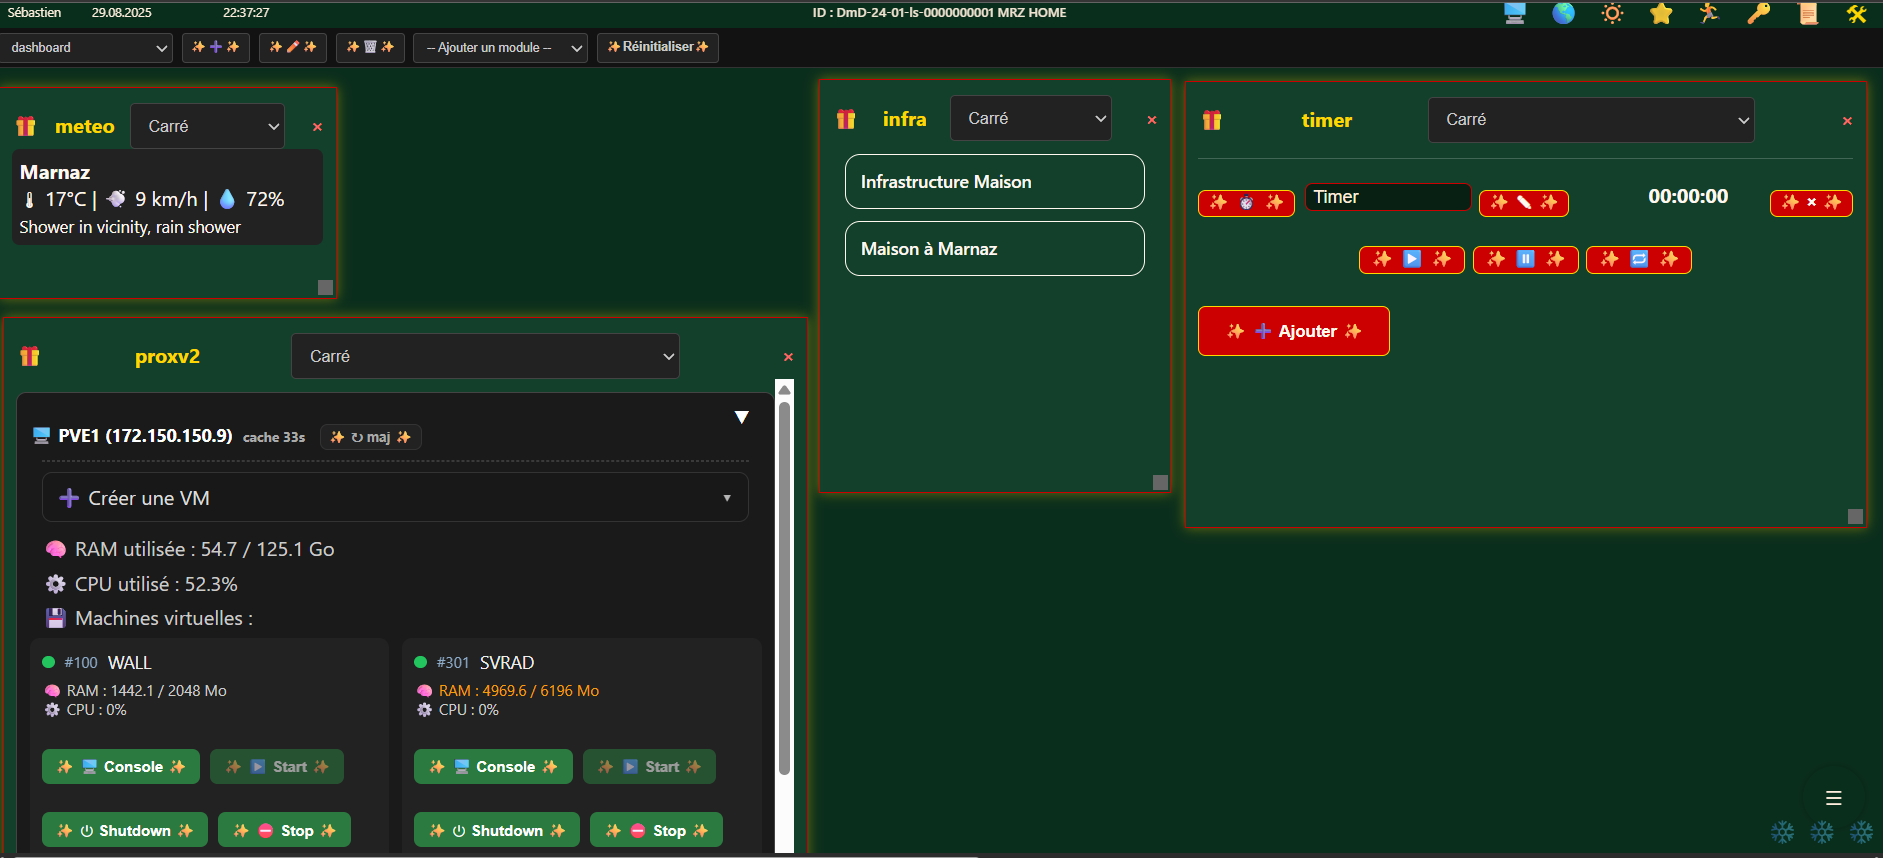 Sébastien 29.08.2025 22:37:27 ID : DmD-24-01-ls-0000000001 MRZ HOME
dashboard -- Ajouter un module -- Réinitialiser
meteo Carré ×
Marnaz
17°C | 9 km/h | 72%
Shower in vicinity, rain shower
infra Carré ×
Infrastructure Maison
Maison à Marnaz
timer Carré ×
Timer 00:00:00 ×
Ajouter
proxv2 Carré ×
PVE1 (172.150.150.9) cache 33s ↻ maj
Créer une VM
RAM utilisée : 54.7 / 125.1 Go
CPU utilisé : 52.3%
Machines virtuelles :
#100 WALL
RAM : 1442.1 / 2048 Mo
CPU : 0%
Console Start
Shutdown Stop
#301 SVRAD
RAM : 4969.6 / 6196 Mo
CPU : 0%
Console Start
Shutdown Stop